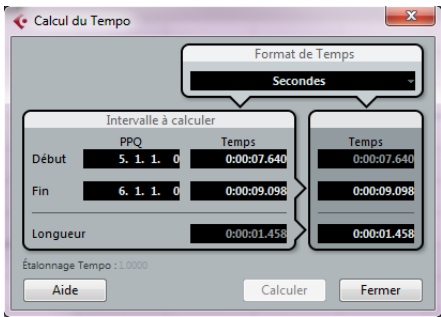 Calcul du Tempo
Format de Temps
Secondes
Intervalle à calculer
PPQ Temps Temps
Début 5. 1. 1. 0 0:00:07.640 0:00:07.640
Fin 6. 1. 1. 0 0:00:09.098 0:00:09.098
Longueur 0:00:01.458 0:00:01.458
Étalonnage Tempo : 1.0000
Aide Calculer Fermer